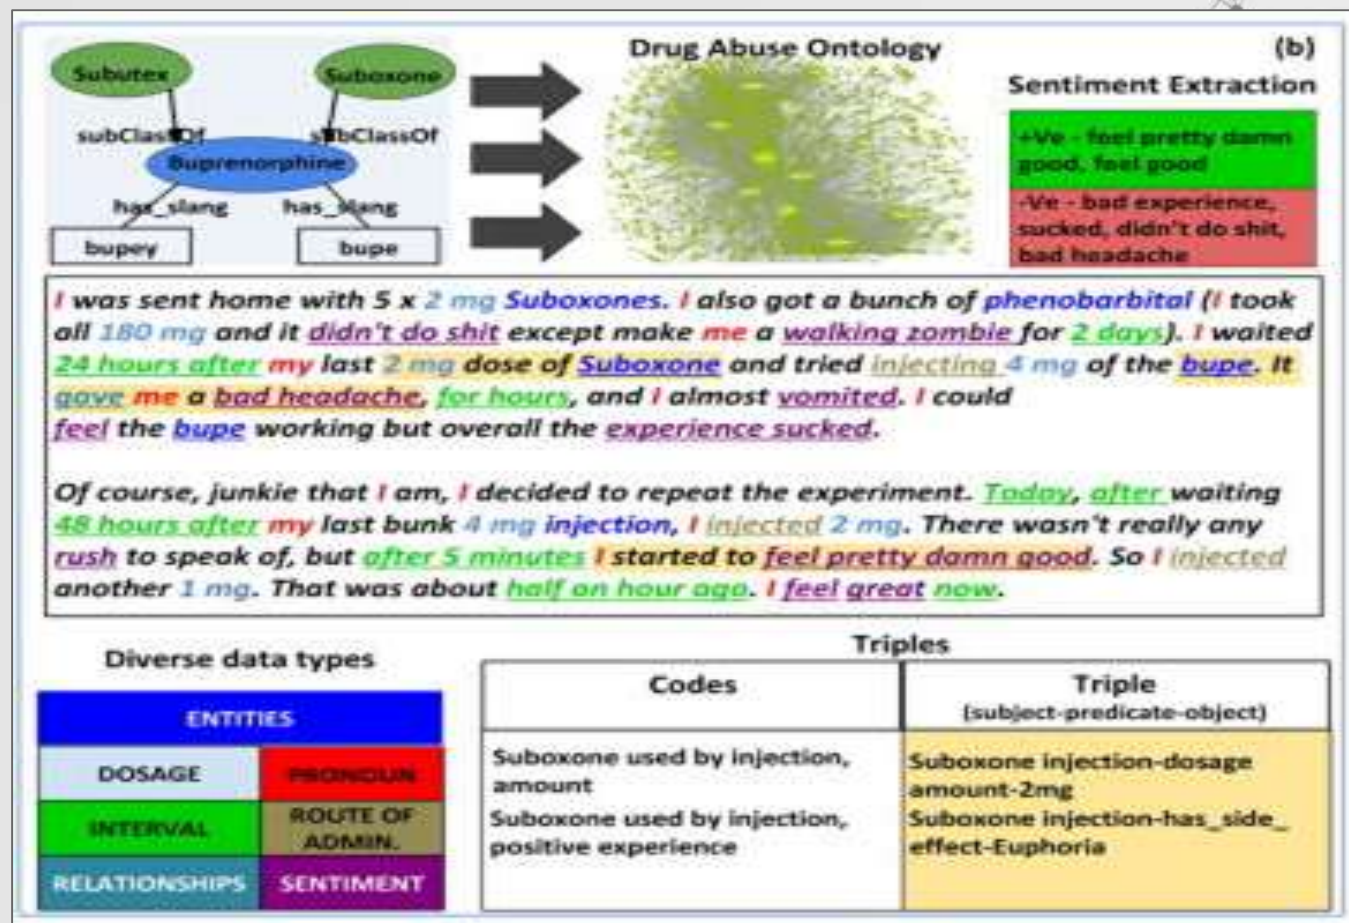 Drug Abuse Ontology
(b)
Subutex
Suboxone
subClassOf
subClassOf
Buprenorphine
has_slang
has_slang
bupey
bupe
Sentiment Extraction
+Ve - feel pretty damn
good, feel good
-Ve - bad experience,
sucked, didn't do shit,
bad headache
I was sent home with 5 x 2 mg Suboxones. I also got a bunch of phenobarbital (I took
all 180 mg and it didn't do shit except make me a walking zombie for 2 days). I waited
24 hours after my last 2 mg dose of Suboxone and tried injecting 4 mg of the bupe. It
gave me a bad headache, for hours, and I almost vomited. I could
feel the bupe working but overall the experience sucked.
Of course, junkie that I am, I decided to repeat the experiment. Today, after waiting
48 hours after my last bunk 4 mg injection, I injected 2 mg. There wasn't really any
rush to speak of, but after 5 minutes I started to feel pretty damn good. So I injected
another 1 mg. That was about half on hour ago. I feel great now.
Diverse data types
ENTITIES
DOSAGE
PRONOUN
INTERVAL
ROUTE OF
ADMIN.
RELATIONSHIPS
SENTIMENT
Triples
Codes
Triple
(subject-predicate-object)
Suboxone used by injection,
amount
Suboxone injection-dosage
amount-2mg
Suboxone used by injection,
positive experience
Suboxone injection-has_side_
effect-Euphoria